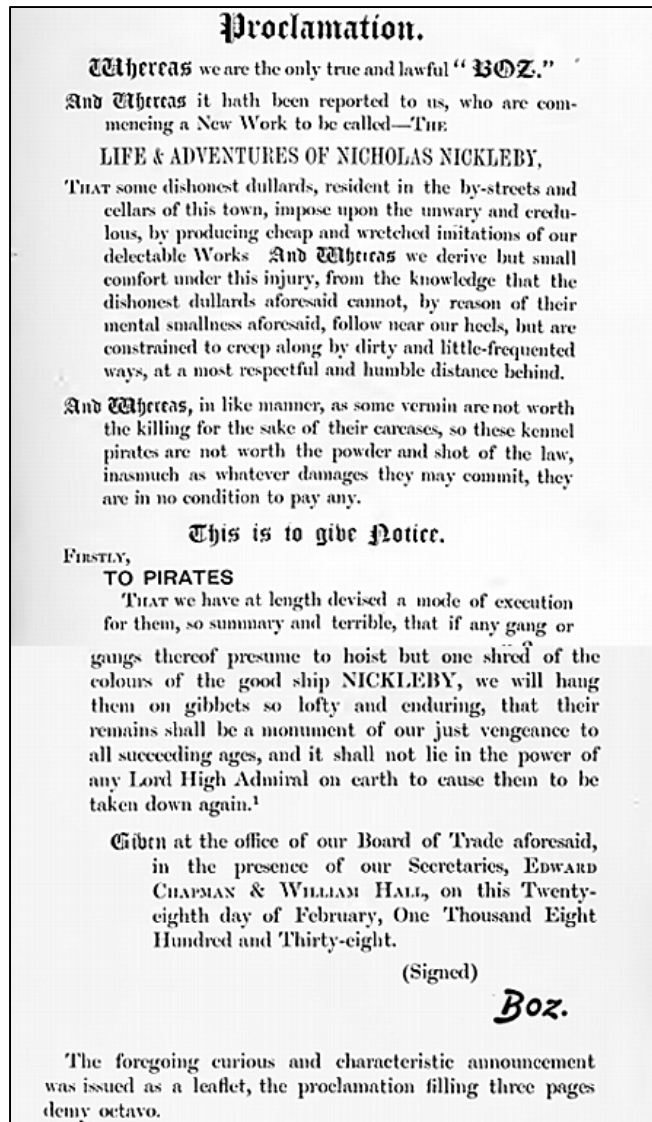 Proclamation.
Whereas we are the only true and lawful "BOZ."
And Whereas it hath been reported to us, who are com-
mencing a New Work to be called—THE
LIFE & ADVENTURES OF NICHOLAS NICKLEBY,
THAT some dishonest dullards, resident in the by-streets and
cellars of this town, impose upon the unwary and credu-
lous, by producing cheap and wretched imitations of our
delectable Works And Whereas we derive but small
comfort under this injury, from the knowledge that the
dishonest dullards aforesaid cannot, by reason of their
mental smallness aforesaid, follow near our heels, but are
constrained to creep along by dirty and little-frequented
ways, at a most respectful and humble distance behind.
And Whereas, in like manner, as some vermin are not worth
the killing for the sake of their carcases, so these kennel
pirates are not worth the powder and shot of the law,
inasmuch as whatever damages they may commit, they
are in no condition to pay any.
This is to give Notice.
FIRSTLY,
TO PIRATES
THAT we have at length devised a mode of execution
for them, so summary and terrible, that if any gang or
gangs thereof presume to hoist but one shred of the
colours of the good ship NICKLEBY, we will hang
them on gibbets so lofty and enduring, that their
remains shall be a monument of our just vengeance to
all succeeding ages, and it shall not lie in the power of
any Lord High Admiral on earth to cause them to be
taken down again.¹
Given at the office of our Board of Trade aforesaid,
in the presence of our Secretaries, EDWARD
CHAPMAN & WILLIAM HALL, on this Twenty-
eighth day of February, One Thousand Eight
Hundred and Thirty-eight.
(Signed)
Boz.
The foregoing curious and characteristic announcement
was issued as a leaflet, the proclamation filling three pages
demy octavo.